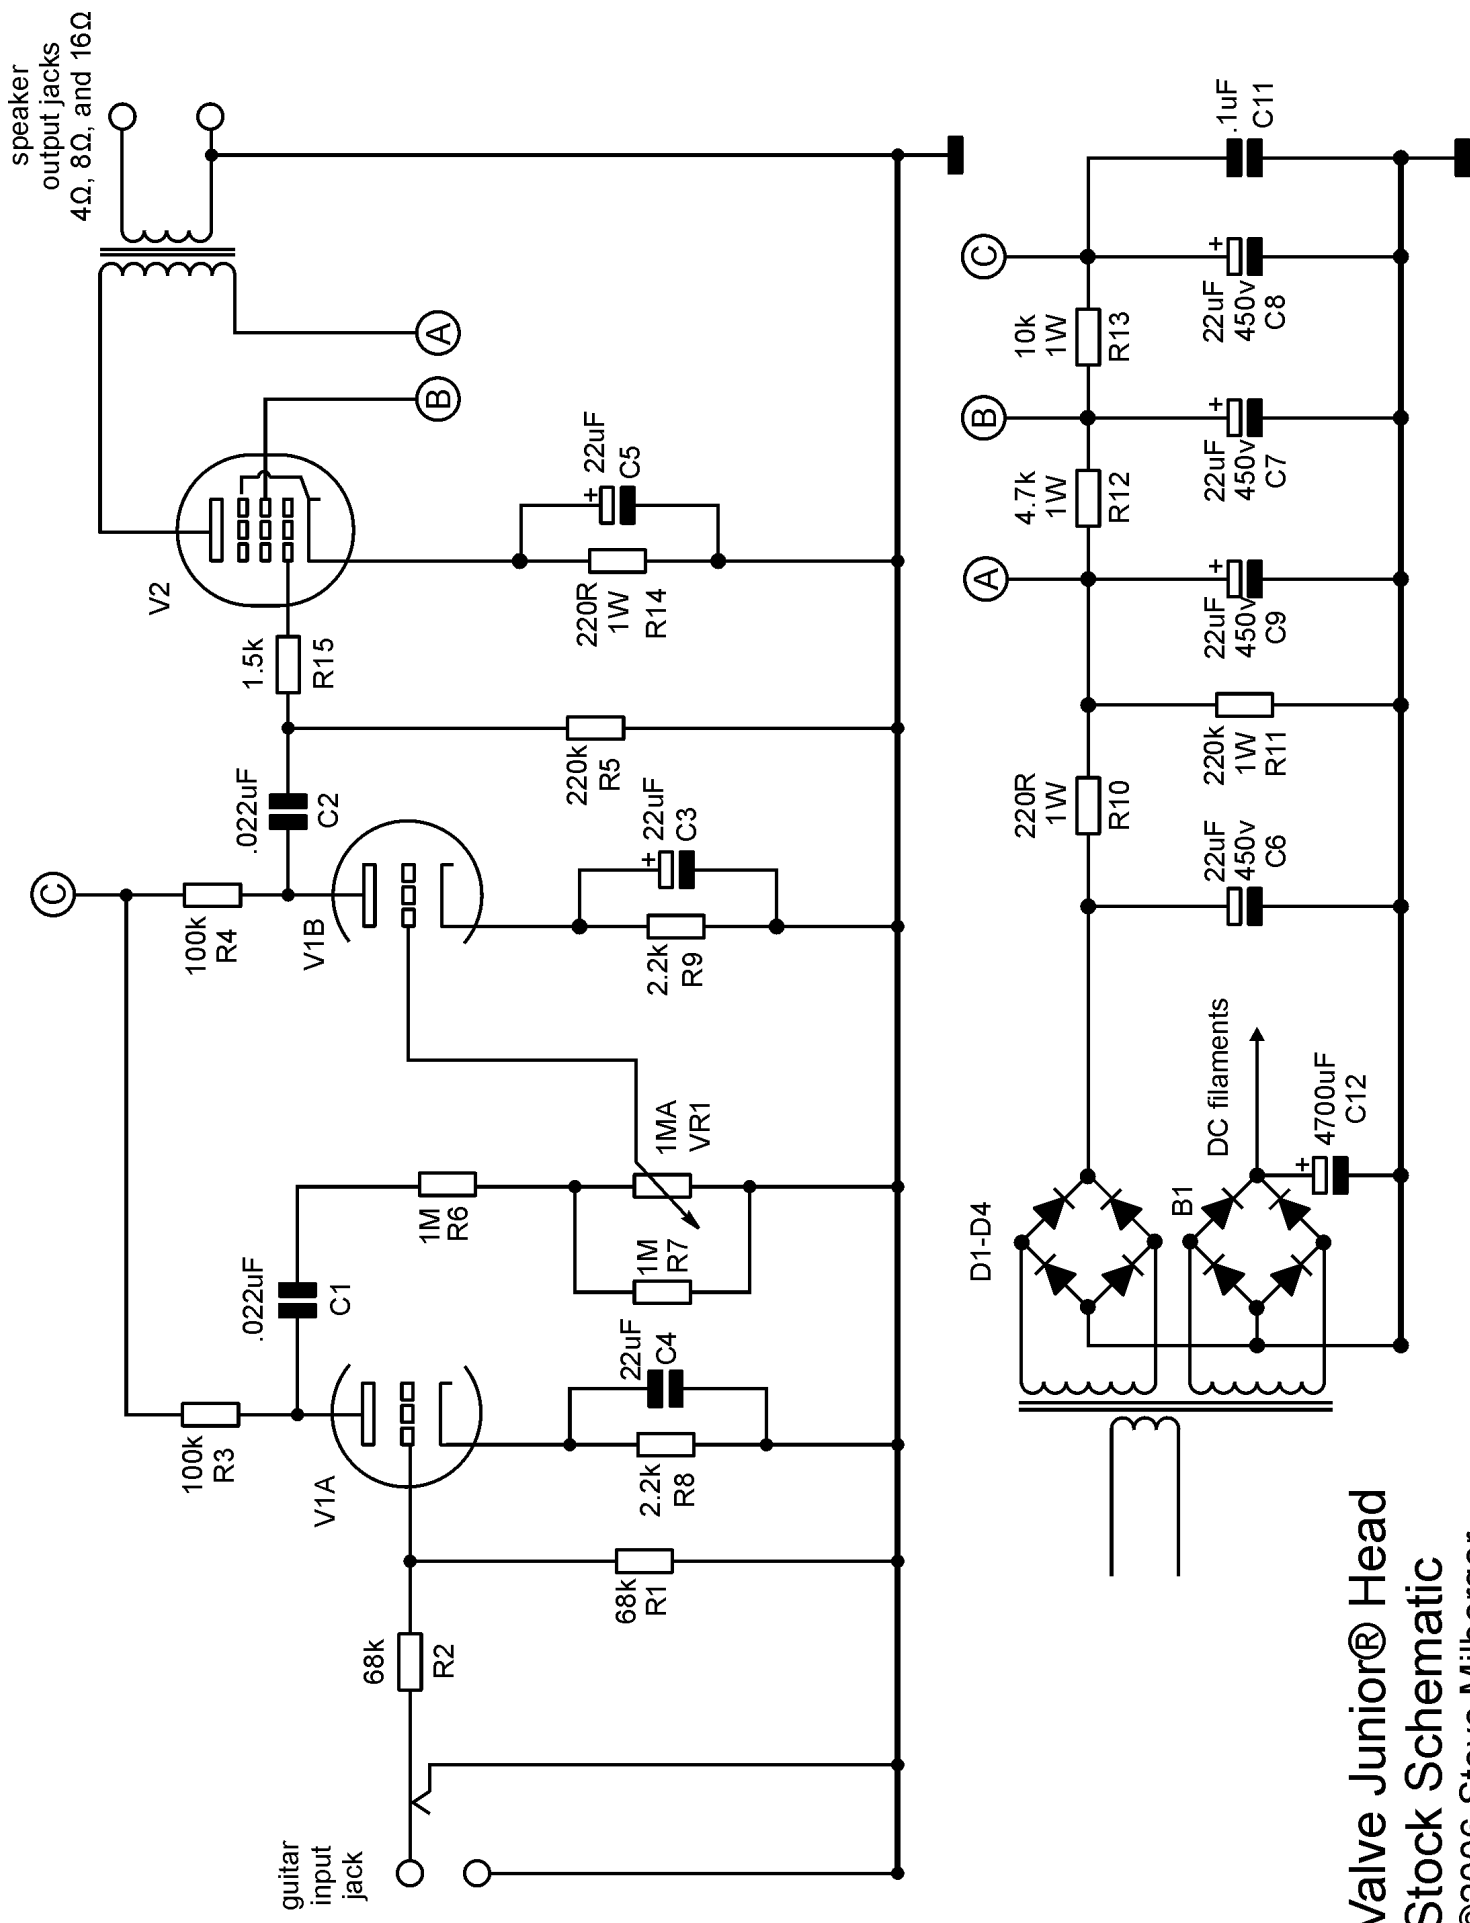 speaker
output jacks
4Ω, 8Ω, and 16Ω
V2
A
B
22uF
C5
220R
1W
R14
1.5k
R15
220k
R5
.022uF
C2
C
100k
R4
V1B
22uF
C3
2.2k
R9
1MA
VR1
1M
R6
1M
R7
.022uF
C1
100k
R3
V1A
22uF
C4
2.2k
R8
68k
R1
68k
R2
guitar
input
jack
.1uF
C11
C
22uF
450v
C8
10k
1W
R13
B
22uF
450v
C7
4.7k
1W
R12
A
22uF
450v
C9
220k
1W
R11
220R
1W
R10
22uF
450v
C6
DC filaments
4700uF
C12
D1-D4
B1
Valve Junior® Head
Stock Schematic
©2006 Steve Milberger